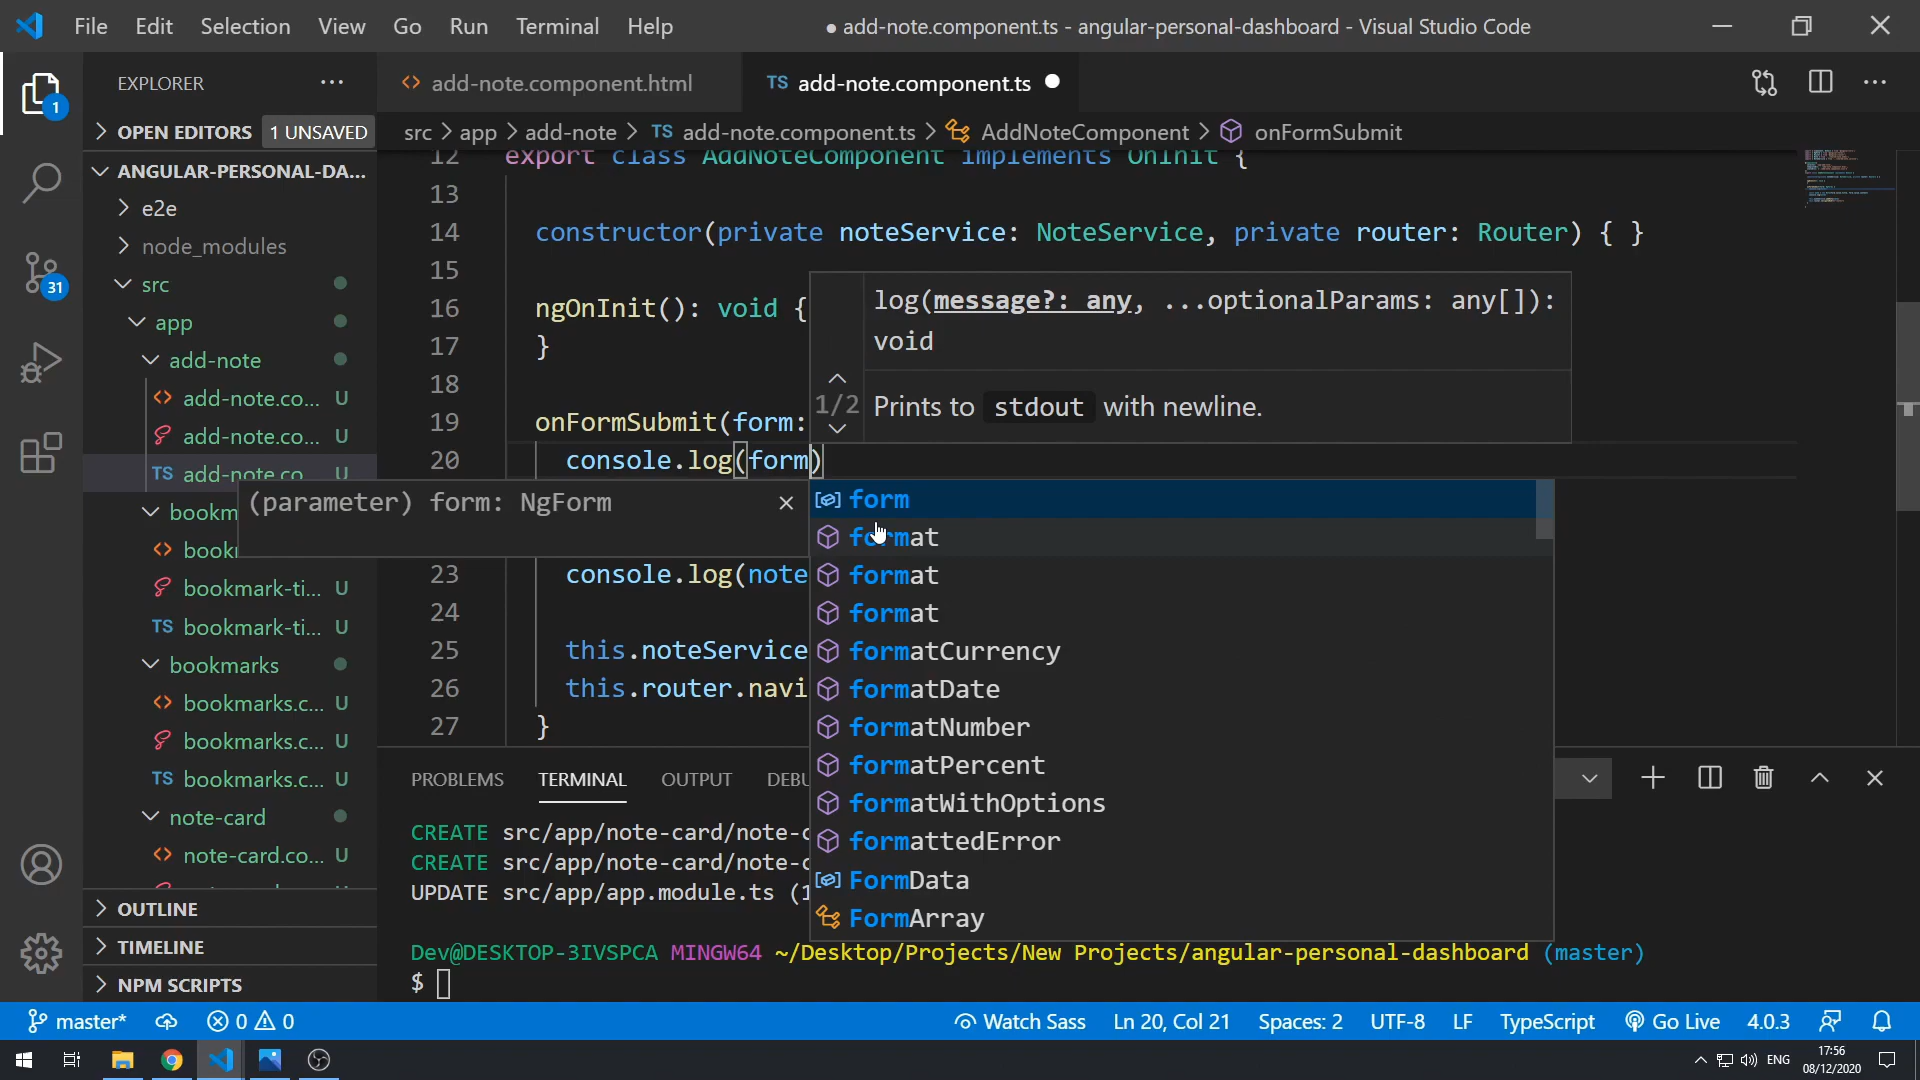 File Edit Selection View Go Run Terminal Help
● add-note.component.ts - angular-personal-dashboard - Visual Studio Code
EXPLORER
1
OPEN EDITORS 1 UNSAVED
ANGULAR-PERSONAL-DA...
e2e
node_modules
src
app
add-note
add-note.co... U
add-note.co... U
TS add-note.co... U
bookm
bookr
bookmark-ti... U
TS bookmark-ti... U
bookmarks
bookmarks.c... U
bookmarks.c... U
TS bookmarks.c... U
note-card
note-card.co... U
OUTLINE
TIMELINE
NPM SCRIPTS
31
add-note.component.html
TS add-note.component.ts
src > app > add-note > TS add-note.component.ts > AddNoteComponent > onFormSubmit
12 export class AddNoteComponent implements OnInit {
13
14 constructor(private noteService: NoteService, private router: Router) { }
15
16 ngOnInit(): void {
17 }
18
19 onFormSubmit(form:
20 console.log(form)
23 console.log(note
24
25 this.noteService
26 this.router.navi
27 }
log(message?: any, ...optionalParams: any[]):
void
1/2
Prints to stdout with newline.
(parameter) form: NgForm
form
format
format
format
formatCurrency
formatDate
formatNumber
formatPercent
formatWithOptions
formattedError
FormData
FormArray
PROBLEMS TERMINAL OUTPUT DEBU
CREATE src/app/note-card/note-c
CREATE src/app/note-card/note-c
UPDATE src/app/app.module.ts (1
Dev@DESKTOP-3IVSPCA MINGW64 ~/Desktop/Projects/New Projects/angular-personal-dashboard (master)
$
master* 0 0 Watch Sass Ln 20, Col 21 Spaces: 2 UTF-8 LF TypeScript Go Live 4.0.3
ENG
17:56
08/12/2020